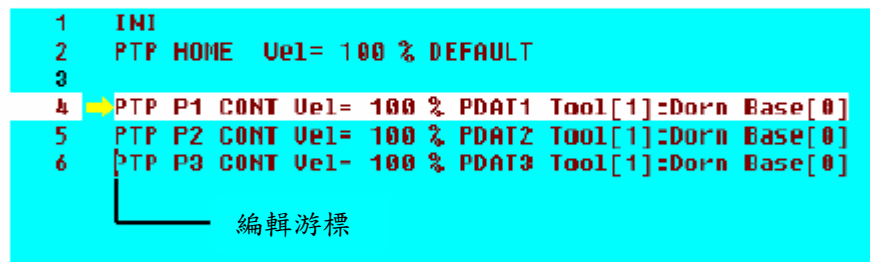 1 INI
2 PTP HOME Vel= 100 % DEFAULT
3
4 PTP P1 CONT Vel= 100 % PDAT1 Tool[1]:Dorn Base[0]
5 PTP P2 CONT Vel= 100 % PDAT2 Tool[1]:Dorn Base[0]
6 PTP P3 CONT Vel= 100 % PDAT3 Tool[1]:Dorn Base[0]
編輯游標